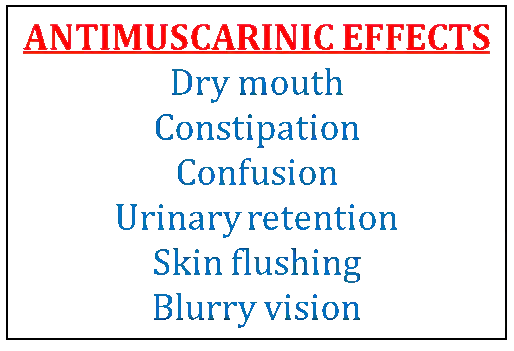 ANTIMUSCARINIC EFFECTS
Dry mouth
Constipation
Confusion
Urinary retention
Skin flushing
Blurry vision